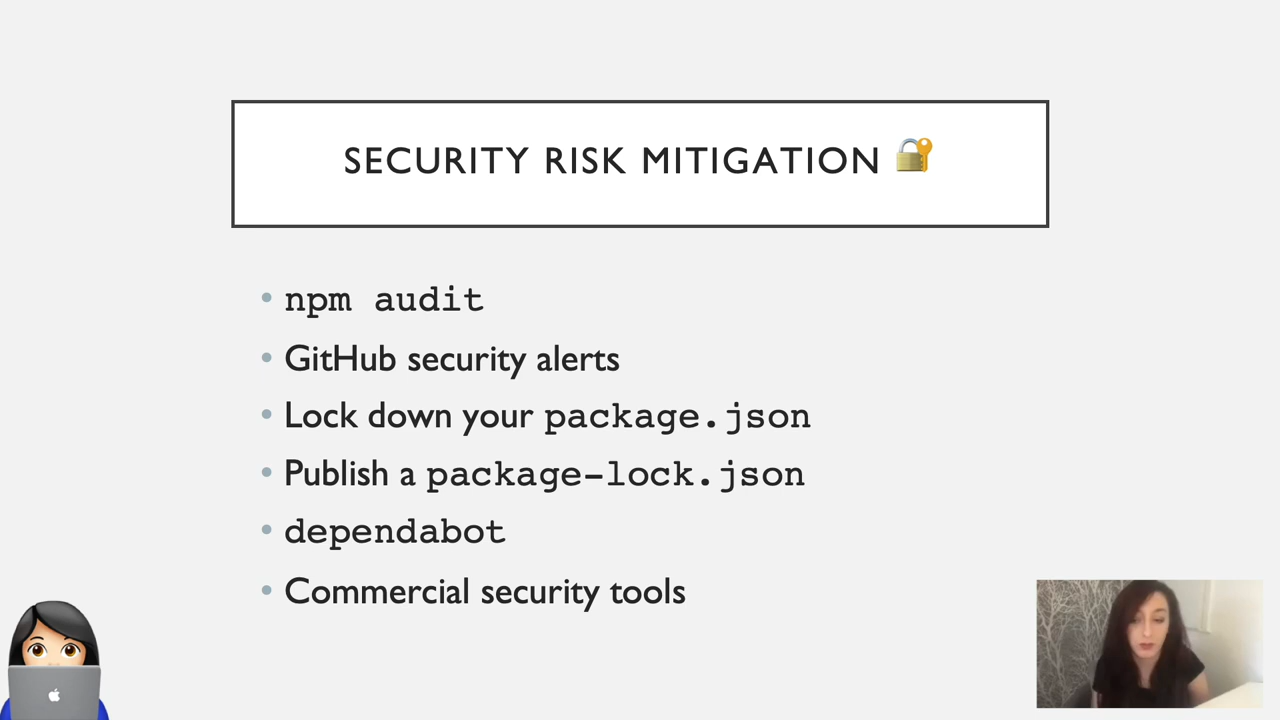 SECURITY RISK MITIGATION 🔐
• npm audit
• GitHub security alerts
• Lock down your package.json
• Publish a package-lock.json
• dependabot
• Commercial security tools